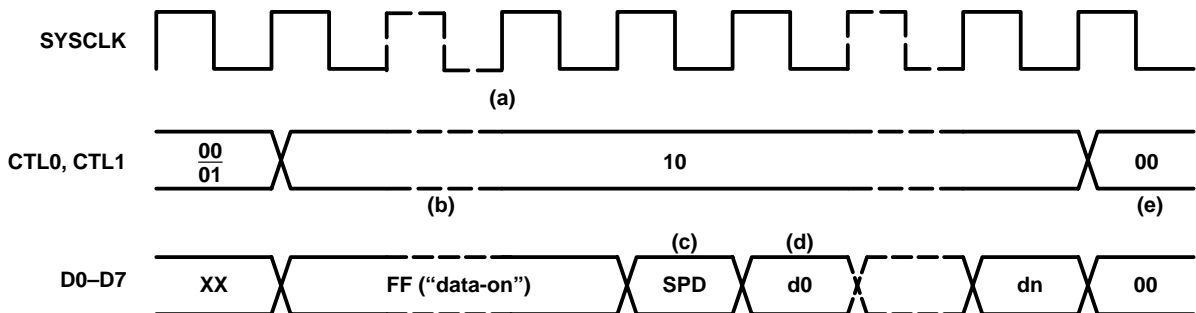 SYSCLK
(a)
CTL0, CTL1
00
01
10
00
(b)
(e)
(c)
(d)
D0–D7
XX
FF (“data-on”)
SPD
d0
dn
00